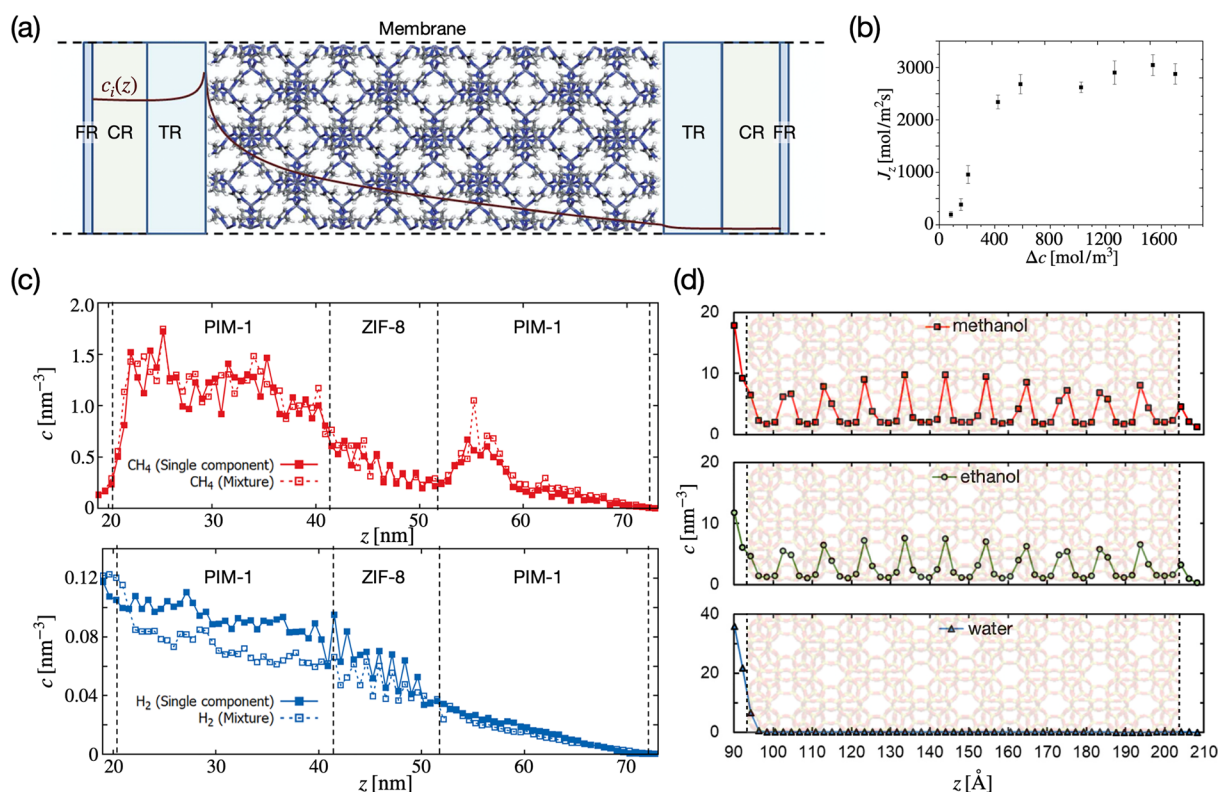 (a)
Membrane
cᵢ(z)
FR CR TR
TR CR FR
(b)
3000
2000
1000
0
J_z [mol/m²s]
0 400 800 1200 1600
Δc [mol/m³]
(c)
2.0
1.5
1.0
0.5
0
c [nm⁻³]
PIM-1 ZIF-8 PIM-1
CH₄ (Single component)
CH₄ (Mixture)
20 30 40 50 60 70
z [nm]
0.12
0.08
0.04
0
c [nm⁻³]
PIM-1 ZIF-8 PIM-1
H₂ (Single component)
H₂ (Mixture)
20 30 40 50 60 70
z [nm]
(d)
20
10
0
methanol
20
10
0
c [nm⁻³]
ethanol
40
20
0
water
90 100 110 120 130 140 150 160 170 180 190 200 210
z [Å]